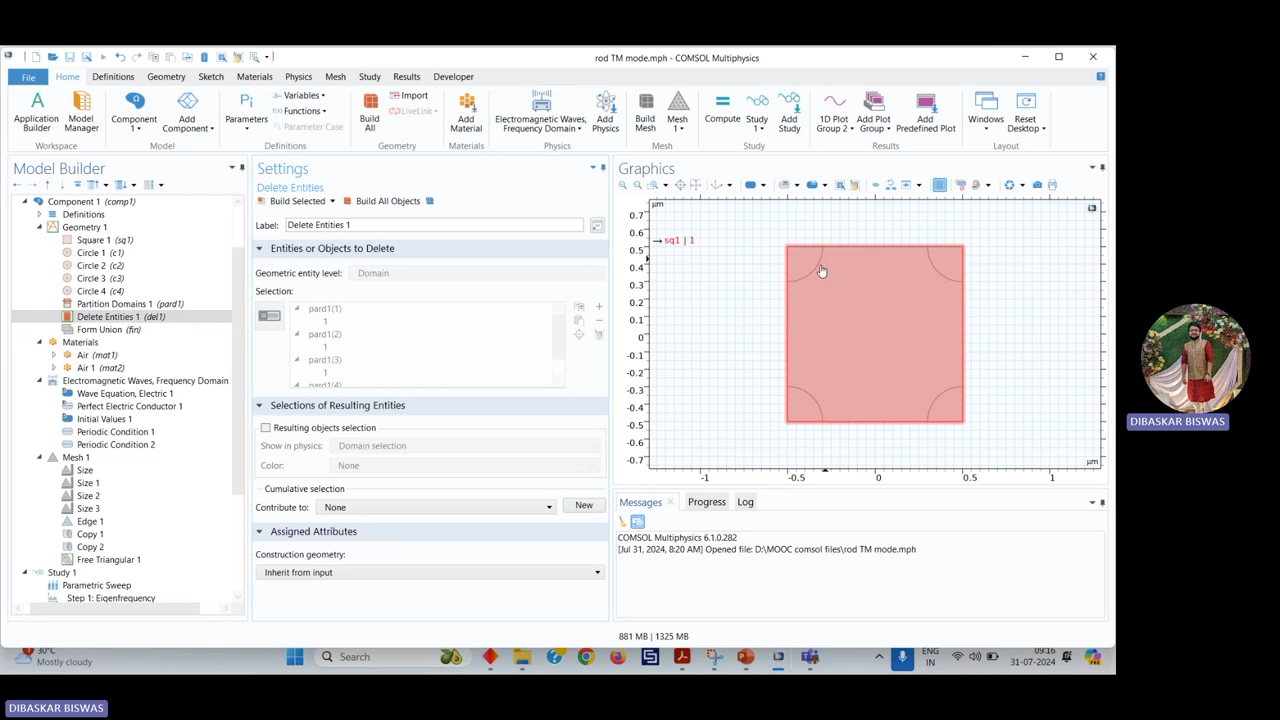 rod TM mode.mph - COMSOL Multiphysics
File Home Definitions Geometry Sketch Materials Physics Mesh Study Results Developer
Application Builder
Model Manager
Workspace
Component 1
Add Component
Model
Parameters
Variables
Functions
Parameter Case
Definitions
Build All
Import
LiveLink
Geometry
Add Material
Materials
Electromagnetic Waves, Frequency Domain
Add Physics
Physics
Build Mesh
Mesh 1
Mesh
Compute
Study 1
Add Study
Study
1D Plot Group 2
Add Plot Group
Add Predefined Plot
Results
Windows
Reset Desktop
Layout
Model Builder
Component 1 (comp1)
Definitions
Geometry 1
Square 1 (sq1)
Circle 1 (c1)
Circle 2 (c2)
Circle 3 (c3)
Circle 4 (c4)
Partition Domains 1 (pard1)
Delete Entities 1 (del1)
Form Union (fin)
Materials
Air (mat1)
Air 1 (mat2)
Electromagnetic Waves, Frequency Domain
Wave Equation, Electric 1
Perfect Electric Conductor 1
Initial Values 1
Periodic Condition 1
Periodic Condition 2
Mesh 1
Size
Size 1
Size 2
Size 3
Edge 1
Copy 1
Copy 2
Free Triangular 1
Study 1
Parametric Sweep
Step 1: Eigenfrequency
Settings
Delete Entities
Build Selected Build All Objects
Label: Delete Entities 1
Entities or Objects to Delete
Geometric entity level: Domain
Selection:
pard1(1)
1
pard1(2)
1
pard1(3)
1
pard1(4)
Selections of Resulting Entities
Resulting objects selection
Show in physics: Domain selection
Color: None
Cumulative selection
Contribute to: None New
Assigned Attributes
Construction geometry:
Inherit from input
Graphics
µm
0.7
0.6
0.5
0.4
0.3
0.2
0.1
0
-0.1
-0.2
-0.3
-0.4
-0.5
-0.6
-0.7
sq1 | 1
µm
-1 -0.5 0 0.5 1
Messages Progress Log
COMSOL Multiphysics 6.1.0.282
[Jul 31, 2024, 8:20 AM] Opened file: D:\MOOC comsol files\rod TM mode.mph
881 MB | 1325 MB
30°C
Mostly cloudy
Search
ENG
IN
09:16
31-07-2024
DIBASKAR BISWAS
DIBASKAR BISWAS